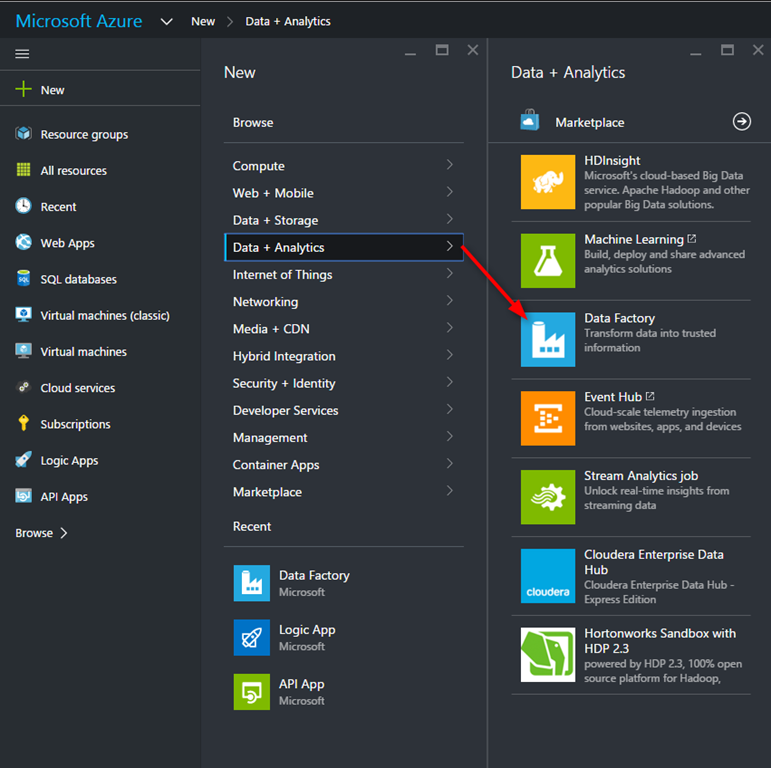 Microsoft Azure
New
Data + Analytics
New
Resource groups
All resources
Recent
Web Apps
SQL databases
Virtual machines (classic)
Virtual machines
Cloud services
Subscriptions
Logic Apps
API Apps
Browse
New
Browse
Compute
Web + Mobile
Data + Storage
Data + Analytics
Internet of Things
Networking
Media + CDN
Hybrid Integration
Security + Identity
Developer Services
Management
Container Apps
Marketplace
Recent
Data Factory
Microsoft
Logic App
Microsoft
API App
Microsoft
Data + Analytics
Marketplace
HDInsight
Microsoft's cloud-based Big Data
service. Apache Hadoop and other
popular Big Data solutions.
Machine Learning
Build, deploy and share advanced
analytics solutions
Data Factory
Transform data into trusted
information
Event Hub
Cloud-scale telemetry ingestion
from websites, apps, and devices
Stream Analytics job
Unlock real-time insights from
streaming data
cloudera
Cloudera Enterprise Data
Hub
Cloudera Enterprise Data Hub -
Express Edition
Hortonworks Sandbox with
HDP 2.3
powered by HDP 2.3, 100% open
source platform for Hadoop,